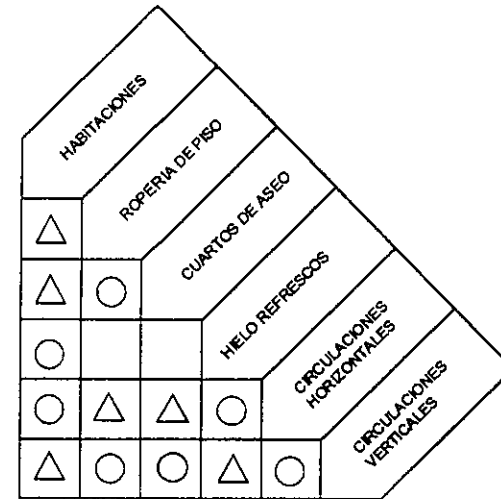 HABITACIONES
ROPERIA DE PISO
CUARTOS DE ASEO
HIELO REFRESCOS
CIRCULACIONES
HORIZONTALES
CIRCULACIONES
VERTICALES